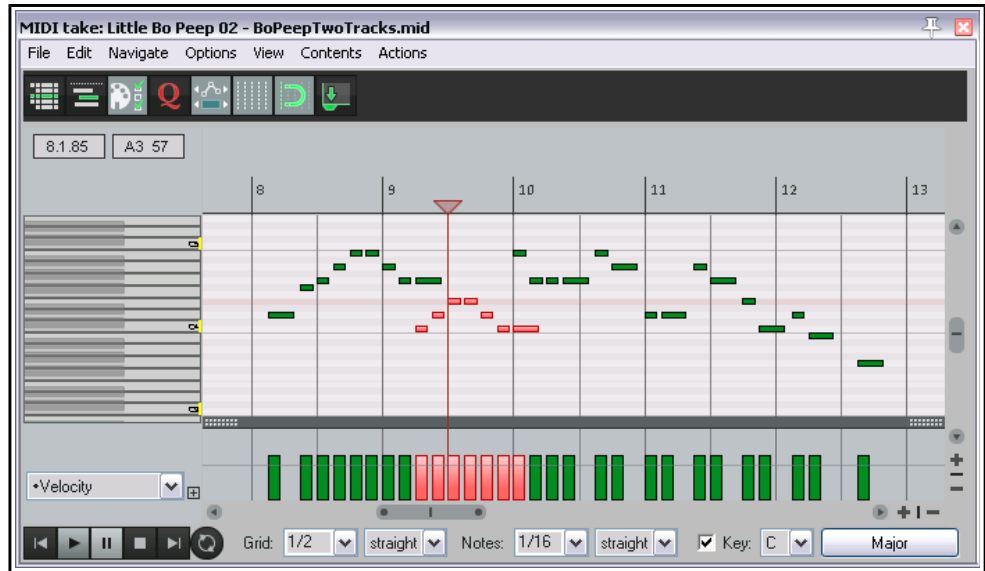 MIDI take: Little Bo Peep 02 - BoPeepTwoTracks.mid
File Edit Navigate Options View Contents Actions
Q
8.1.85 A3 57
8 9 10 11 12 13
C4
•Velocity
Grid: 1/2 straight Notes: 1/16 straight Key: C Major